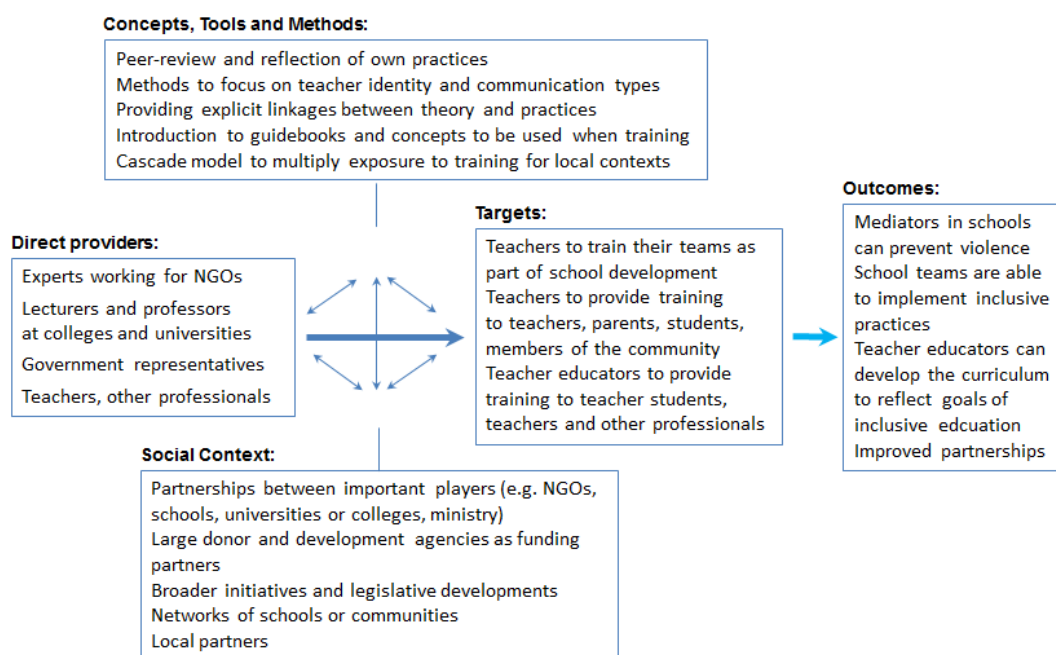 Concepts, Tools and Methods:
Peer-review and reflection of own practices
Methods to focus on teacher identity and communication types
Providing explicit linkages between theory and practices
Introduction to guidebooks and concepts to be used when training
Cascade model to multiply exposure to training for local contexts
Direct providers:
Experts working for NGOs
Lecturers and professors
at colleges and universities
Government representatives
Teachers, other professionals
Targets:
Teachers to train their teams as
part of school development
Teachers to provide training
to teachers, parents, students,
members of the community
Teacher educators to provide
training to teacher students,
teachers and other professionals
Outcomes:
Mediators in schools
can prevent violence
School teams are able
to implement inclusive
practices
Teacher educators can
develop the curriculum
to reflect goals of
inclusive edcuation
Improved partnerships
Social Context:
Partnerships between important players (e.g. NGOs,
schools, universities or colleges, ministry)
Large donor and development agencies as funding
partners
Broader initiatives and legislative developments
Networks of schools or communities
Local partners